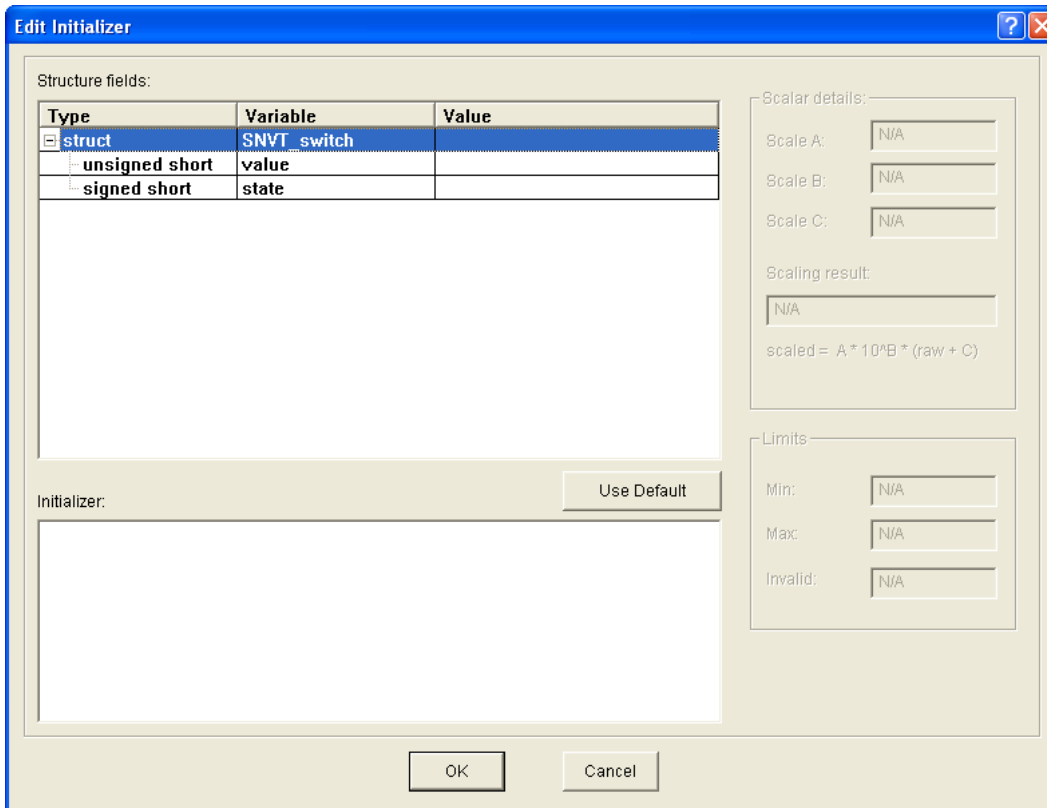 Edit Initializer
Structure fields:
Type Variable Value
struct SNVT_switch
unsigned short value
signed short state
Use Default
Initializer:
Scalar details:
Scale A: N/A
Scale B: N/A
Scale C: N/A
Scaling result:
N/A
scaled = A * 10^B * (raw + C)
Limits
Min: N/A
Max: N/A
Invalid: N/A
OK Cancel